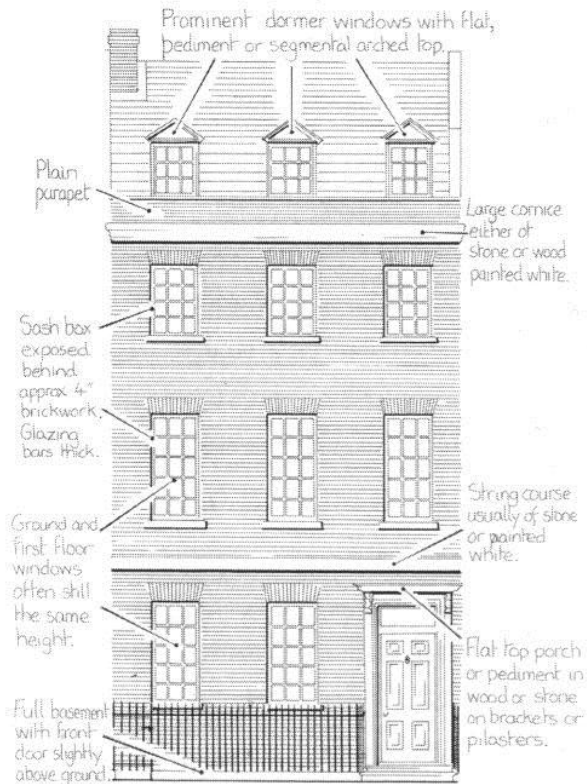 Prominent dormer windows with flat,
pediment or segmental arched top.
Plain
parapet
Large cornice
either of
stone or wood
painted white.
Sash box
exposed
behind
approx 4"
brickwork.
Glazing
bars thick.
String course
usually of stone
or painted
white.
Ground and
first floor
windows
often still
the same
height.
Flat top porch
or pediment in
wood or stone
on brackets or
pilasters.
Full basement
with front
door slightly
above ground.